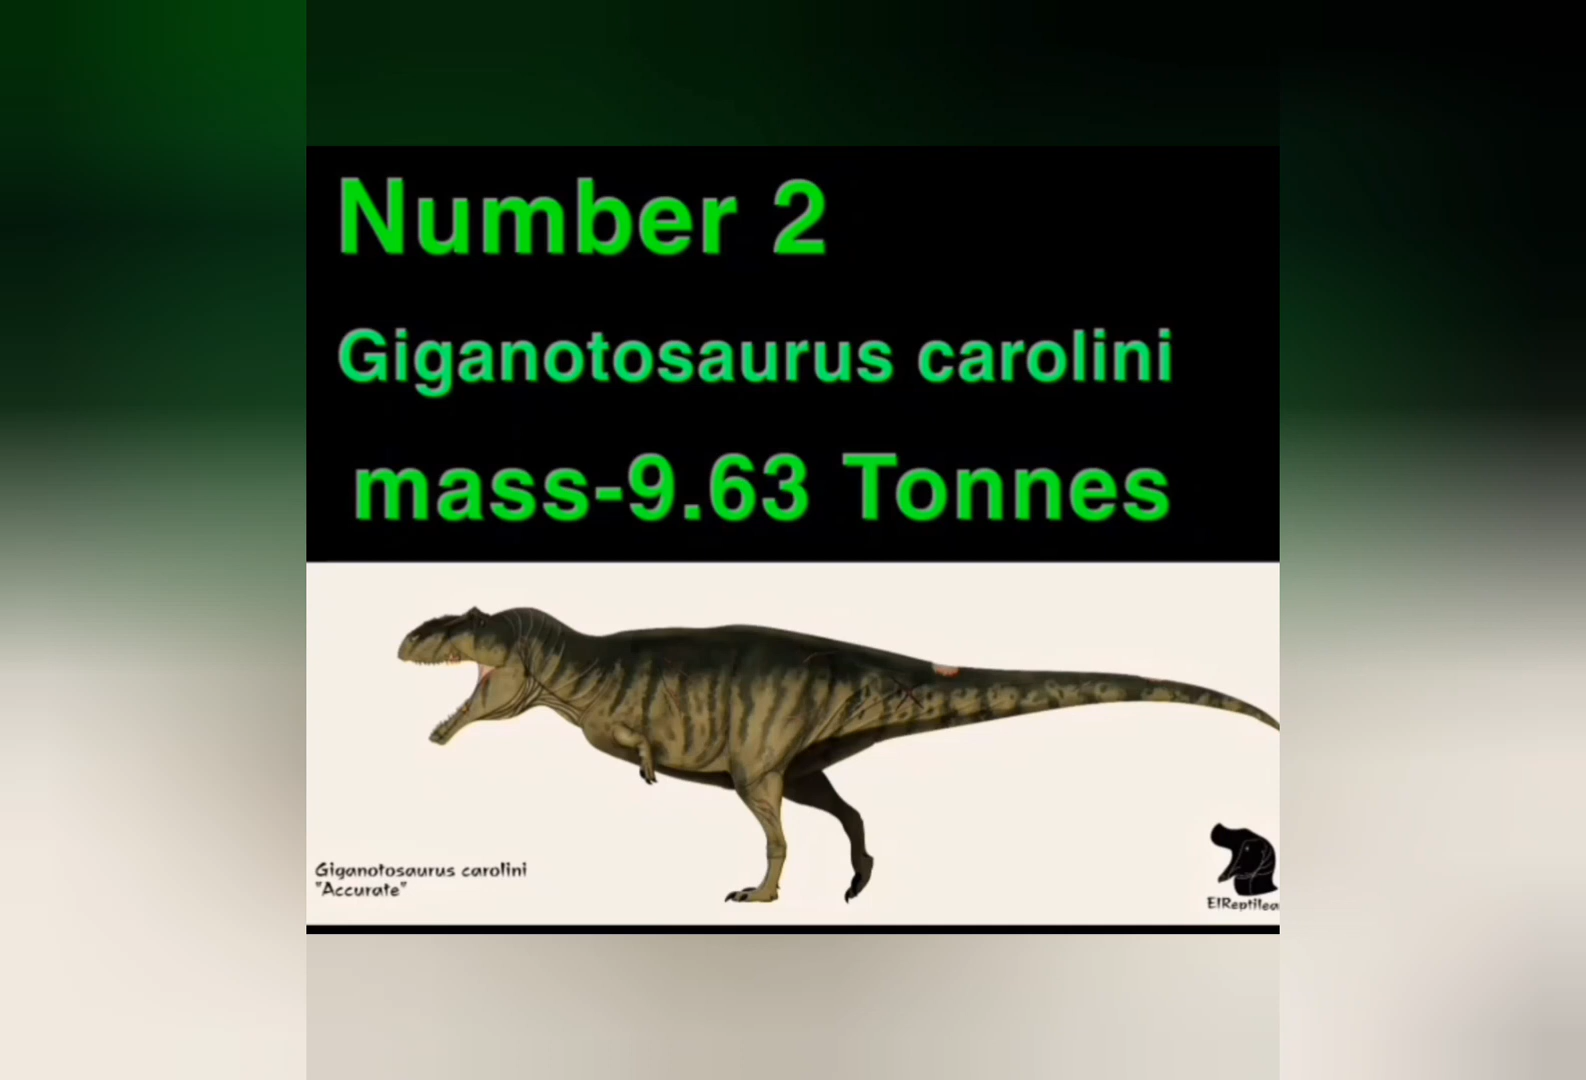 Number 2
Giganotosaurus carolini
mass-9.63 Tonnes
Giganotosaurus carolini
"Accurate"
ElReptilea